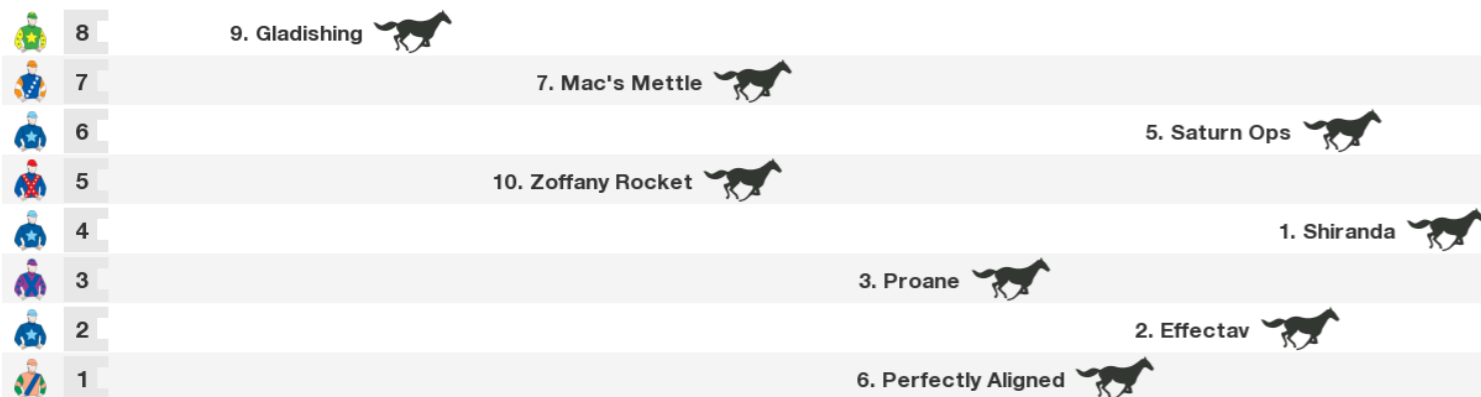 8 9. Gladishing
7 7. Mac's Mettle
6 5. Saturn Ops
5 10. Zoffany Rocket
4 1. Shiranda
3 3. Proane
2 2. Effectav
1 6. Perfectly Aligned